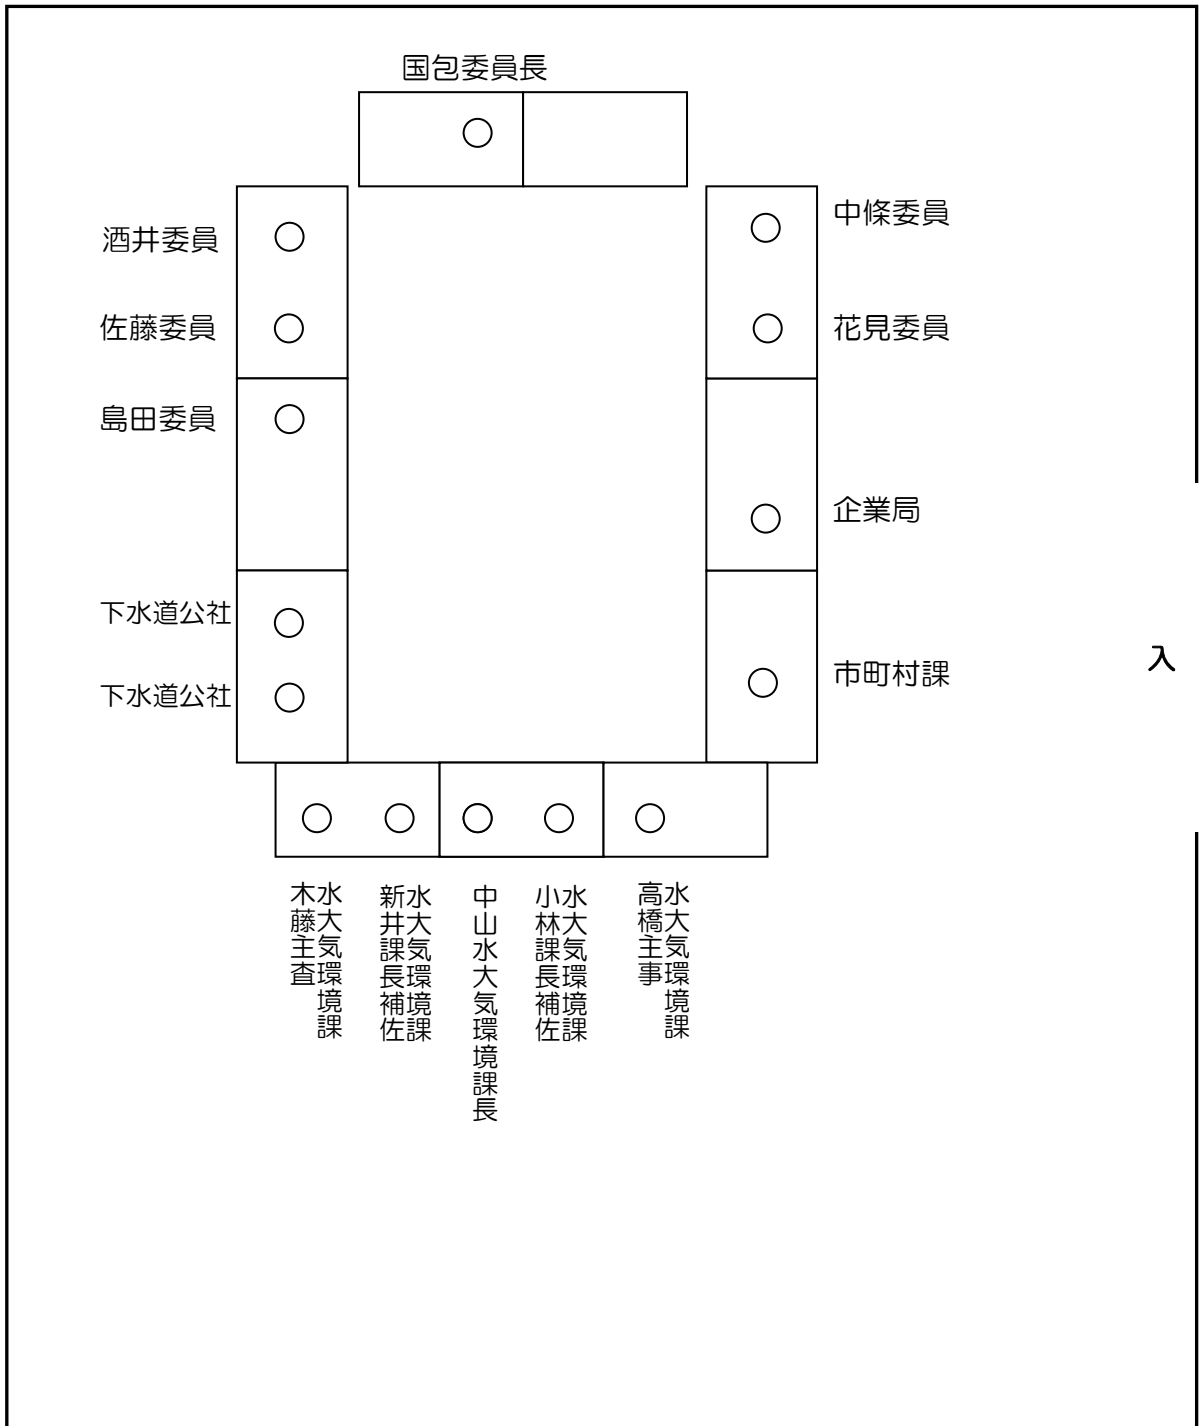 国包委員長
酒井委員
佐藤委員
島田委員
下水道公社
下水道公社
中條委員
花見委員
企業局
市町村課
入
水大気環境課
木藤主査
水大気環境課
新井課長補佐
中山水大気環境課長
水大気環境課
小林課長補佐
水大気環境課
高橋主事